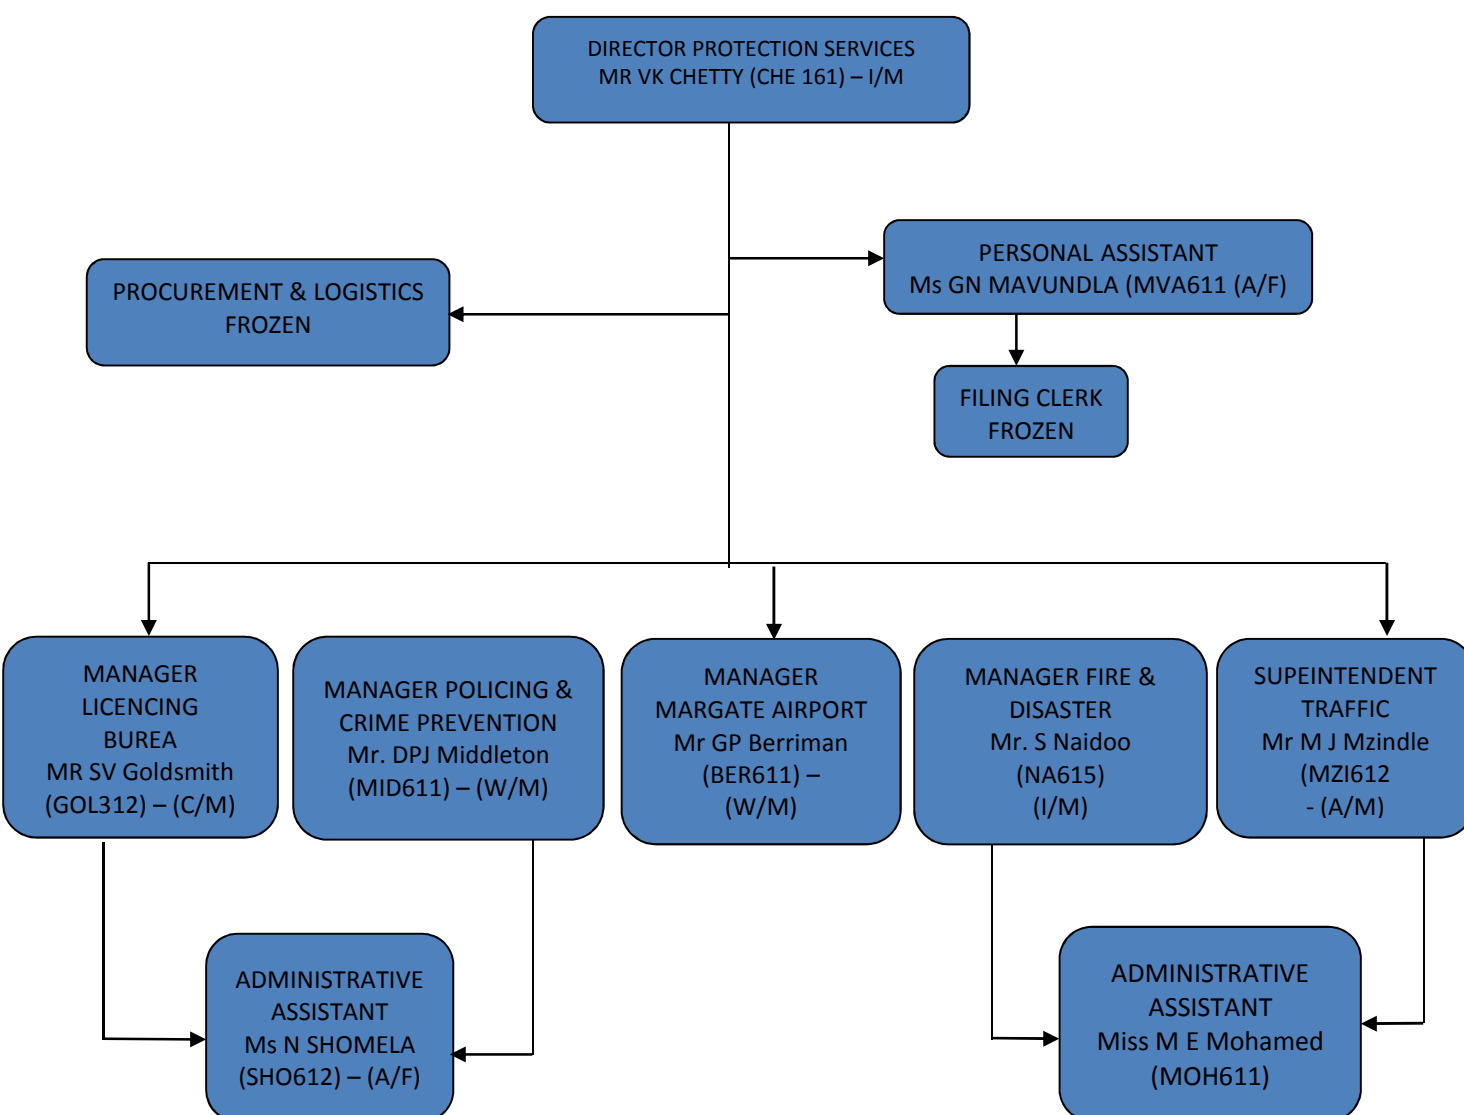 DIRECTOR PROTECTION SERVICES
MR VK CHETTY (CHE 161) – I/M
PERSONAL ASSISTANT
Ms GN MAVUNDLA (MVA611 (A/F)
PROCUREMENT & LOGISTICS
FROZEN
FILING CLERK
FROZEN
MANAGER
LICENCING
BUREA
MR SV Goldsmith
(GOL312) – (C/M)
MANAGER POLICING &
CRIME PREVENTION
Mr. DPJ Middleton
(MID611) – (W/M)
MANAGER
MARGATE AIRPORT
Mr GP Berriman
(BER611) –
(W/M)
MANAGER FIRE &
DISASTER
Mr. S Naidoo
(NA615)
(I/M)
SUPEINTENDENT
TRAFFIC
Mr M J Mzindle
(MZI612
- (A/M)
ADMINISTRATIVE
ASSISTANT
Ms N SHOMELA
(SHO612) – (A/F)
ADMINISTRATIVE
ASSISTANT
Miss M E Mohamed
(MOH611)